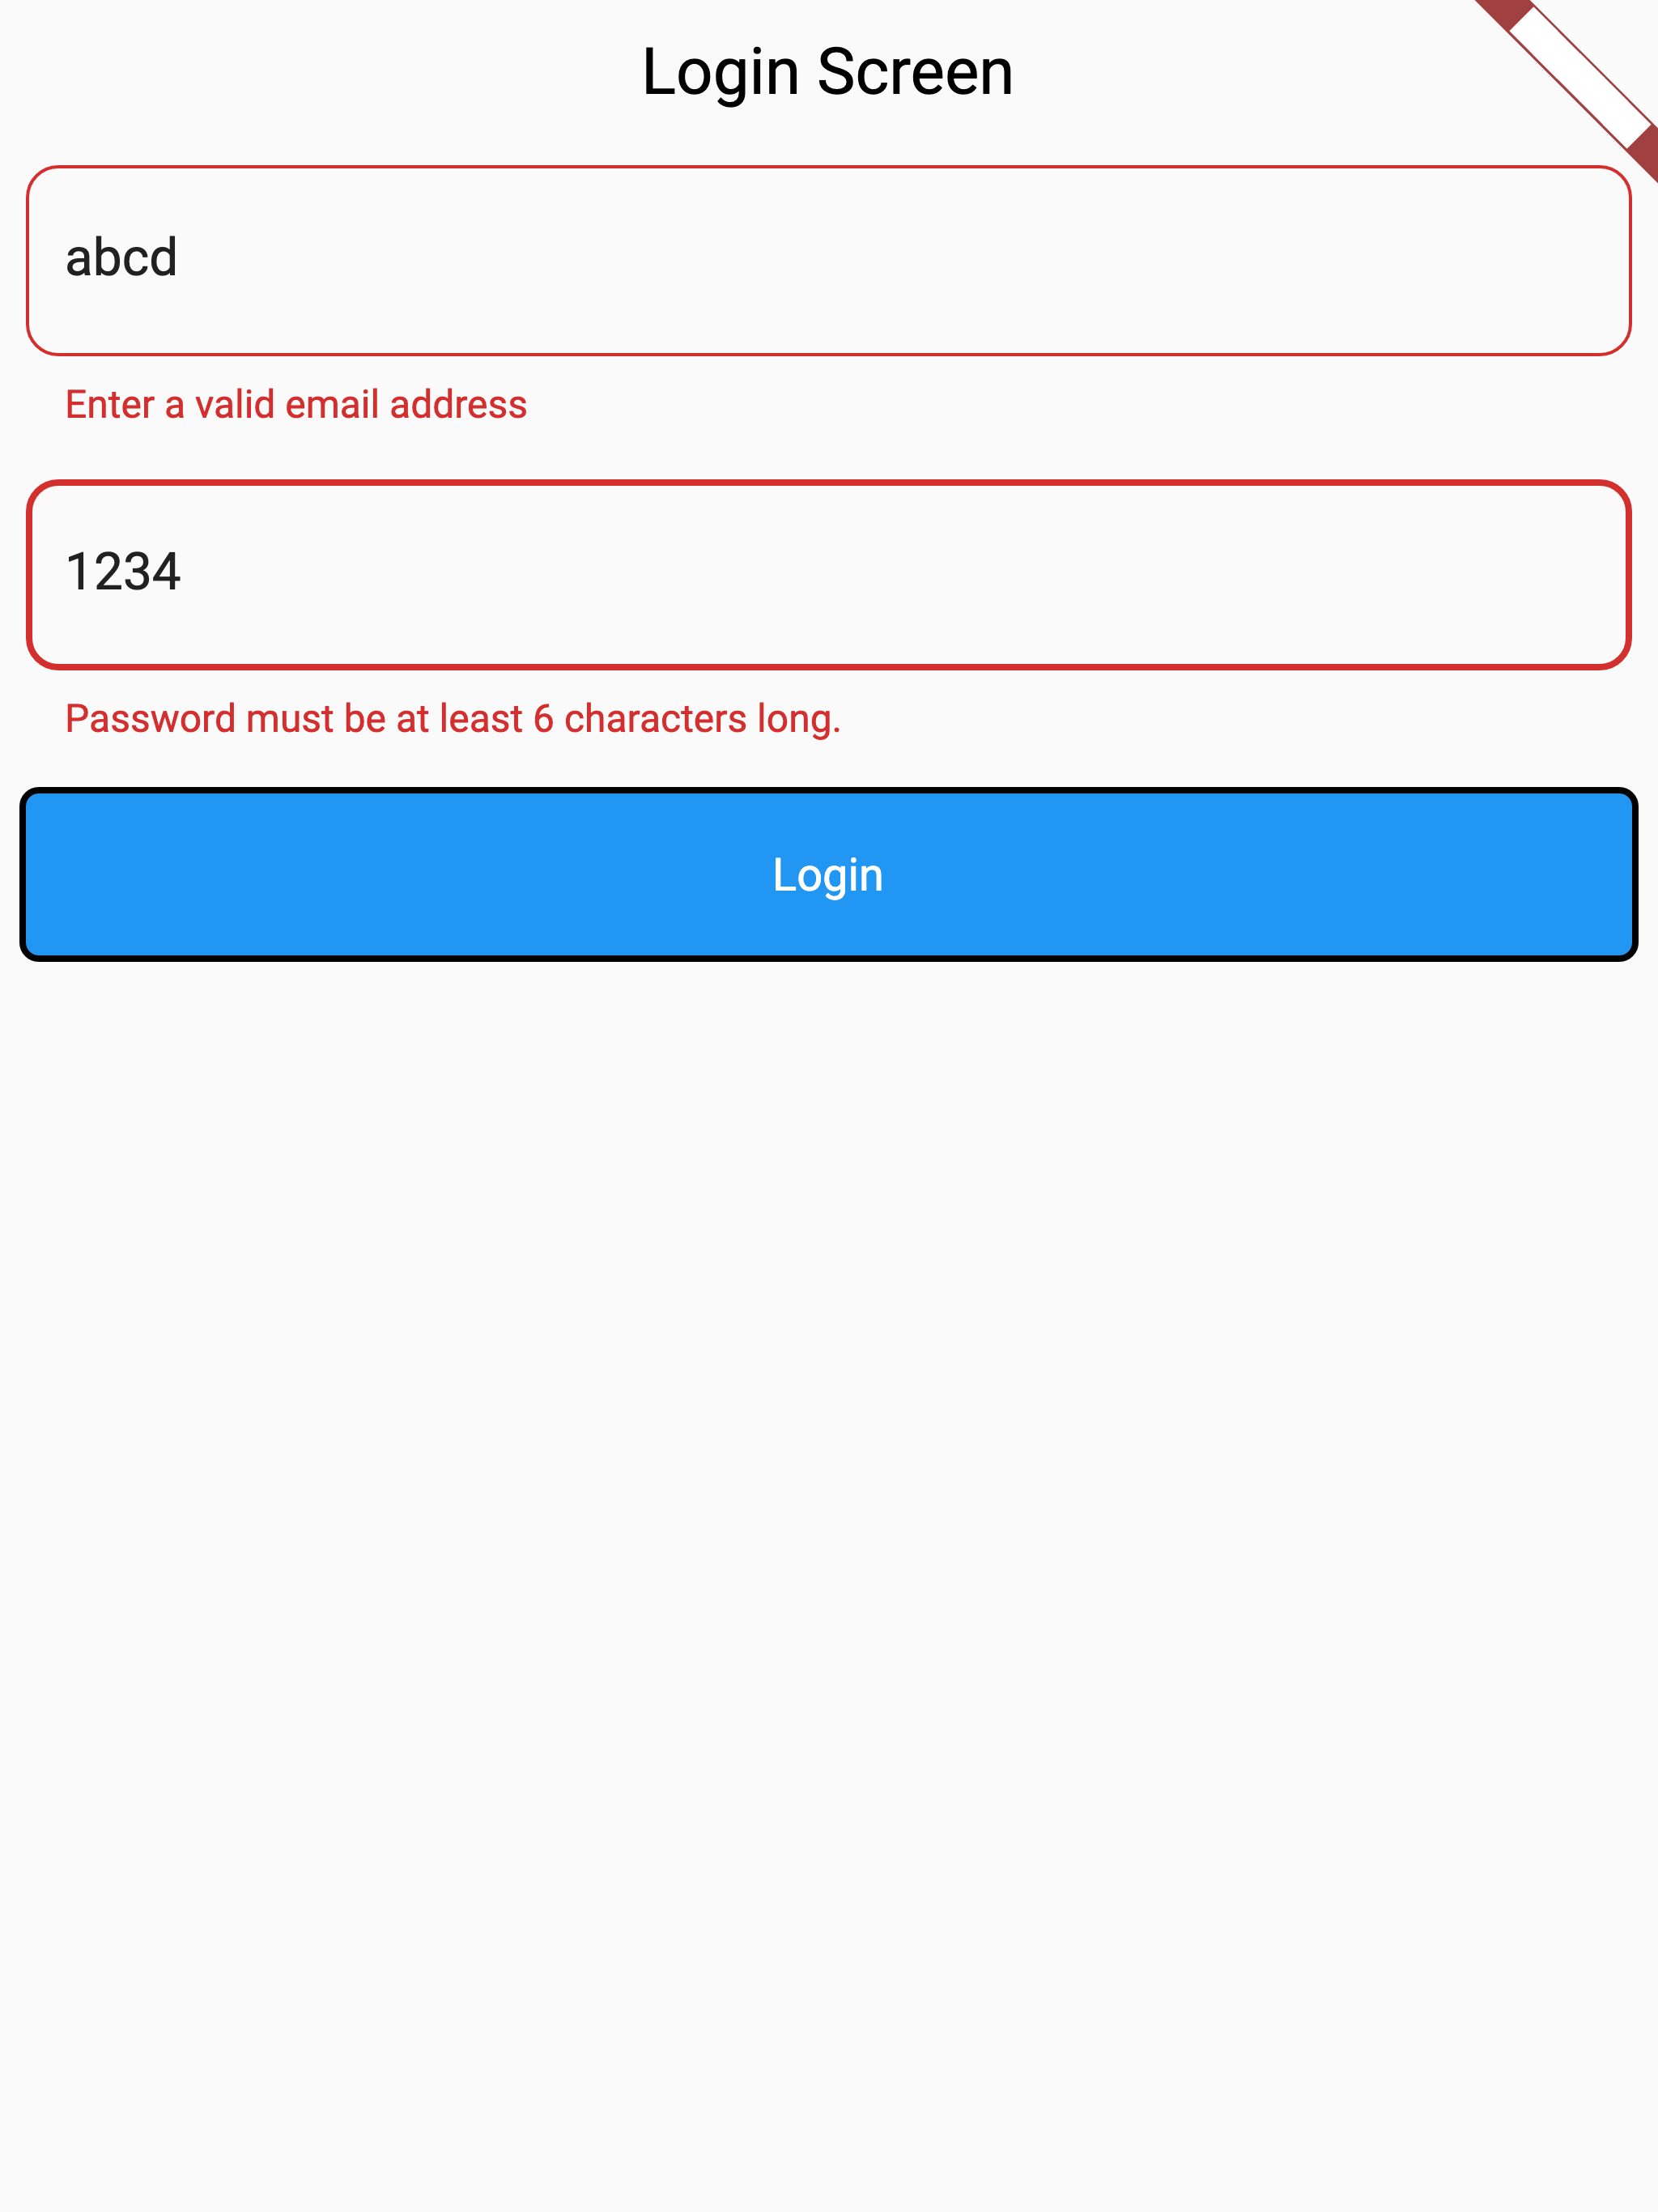 Login Screen
abcd
Enter a valid email address
1234
Password must be at least 6 characters long.
Login